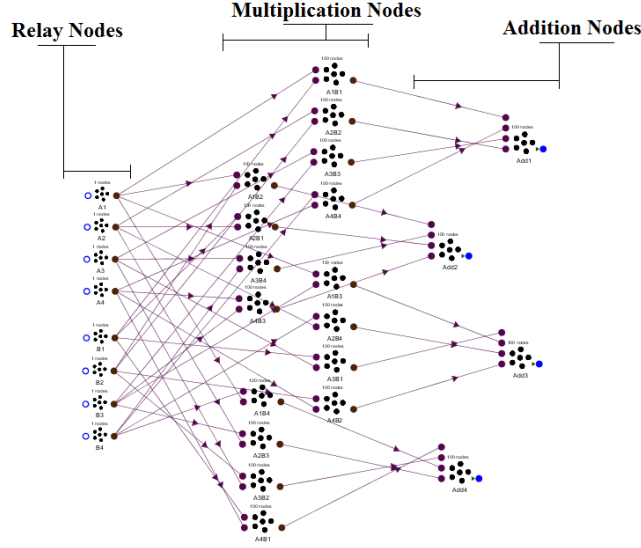 Multiplication Nodes
Relay Nodes
Addition Nodes
100 nodes
A1B1
100 nodes
A2B2
100 nodes
A3B3
100 nodes
A4B4
100 nodes
Add1
1 nodes
A1
1 nodes
A2
1 nodes
A3
1 nodes
A4
1 nodes
B1
1 nodes
B2
1 nodes
B3
1 nodes
B4
100 nodes
A1B2
100 nodes
A2B1
100 nodes
A3B4
100 nodes
A4B3
100 nodes
Add2
100 nodes
A1B3
100 nodes
A2B4
100 nodes
A3B1
100 nodes
A4B2
100 nodes
Add3
100 nodes
A1B4
100 nodes
A2B3
100 nodes
A3B2
100 nodes
A4B1
100 nodes
Add4